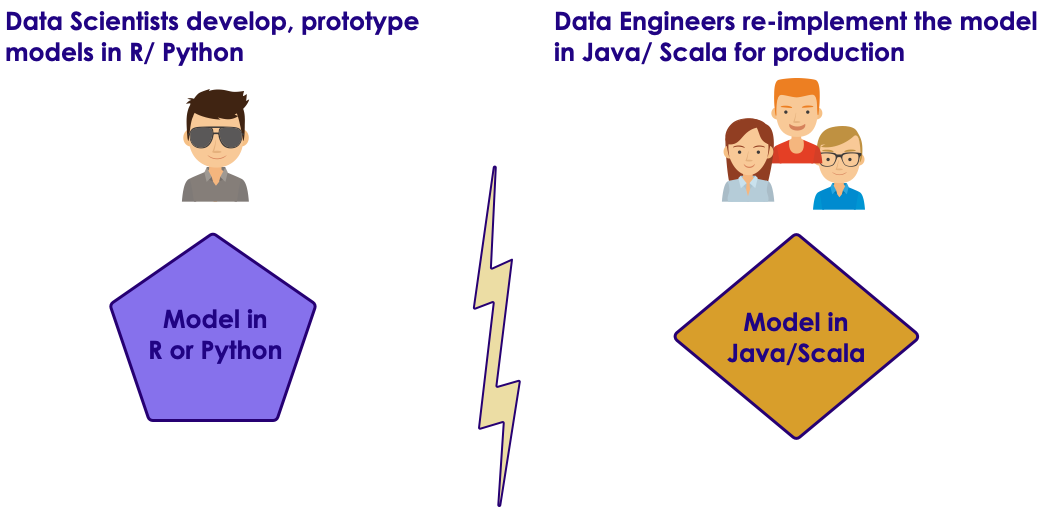 Data Scientists develop, prototype
models in R/ Python
Data Engineers re-implement the model
in Java/ Scala for production
Model in
R or Python
Model in
Java/Scala